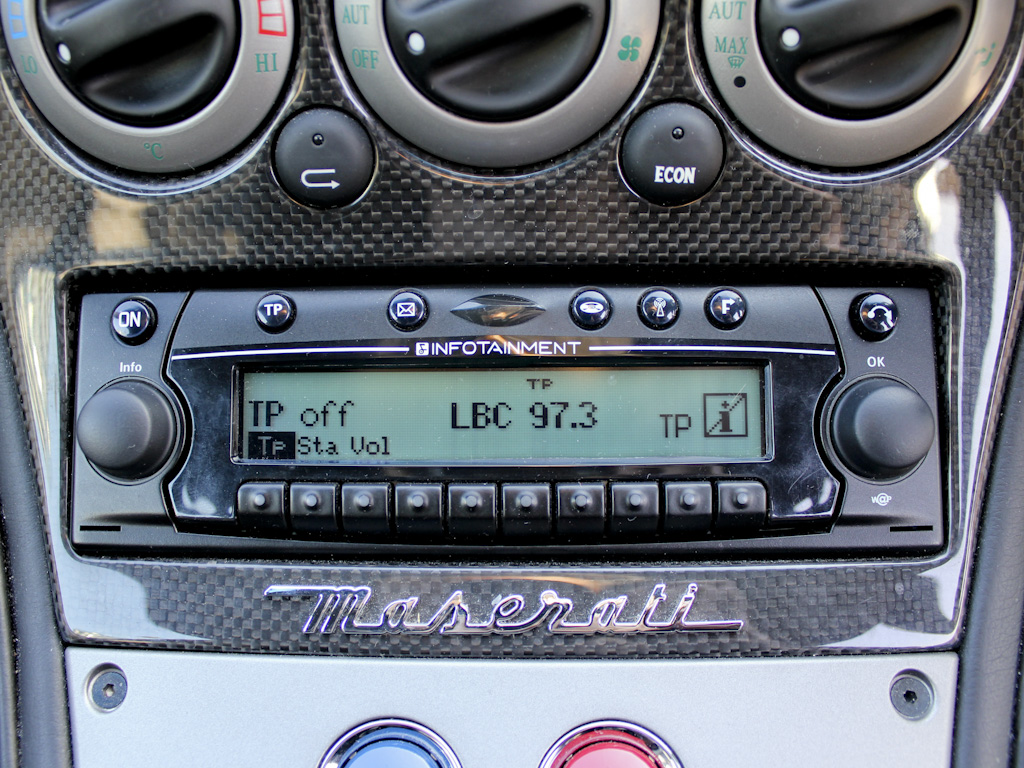 AUT
AUT
LO
HI
OFF
MAX
°C
ECON
ON
TP
F
INFOTAINMENT
Info
OK
TP
TP off
LBC 97.3
TP
i
TP Sta Vol
W@P
Maserati